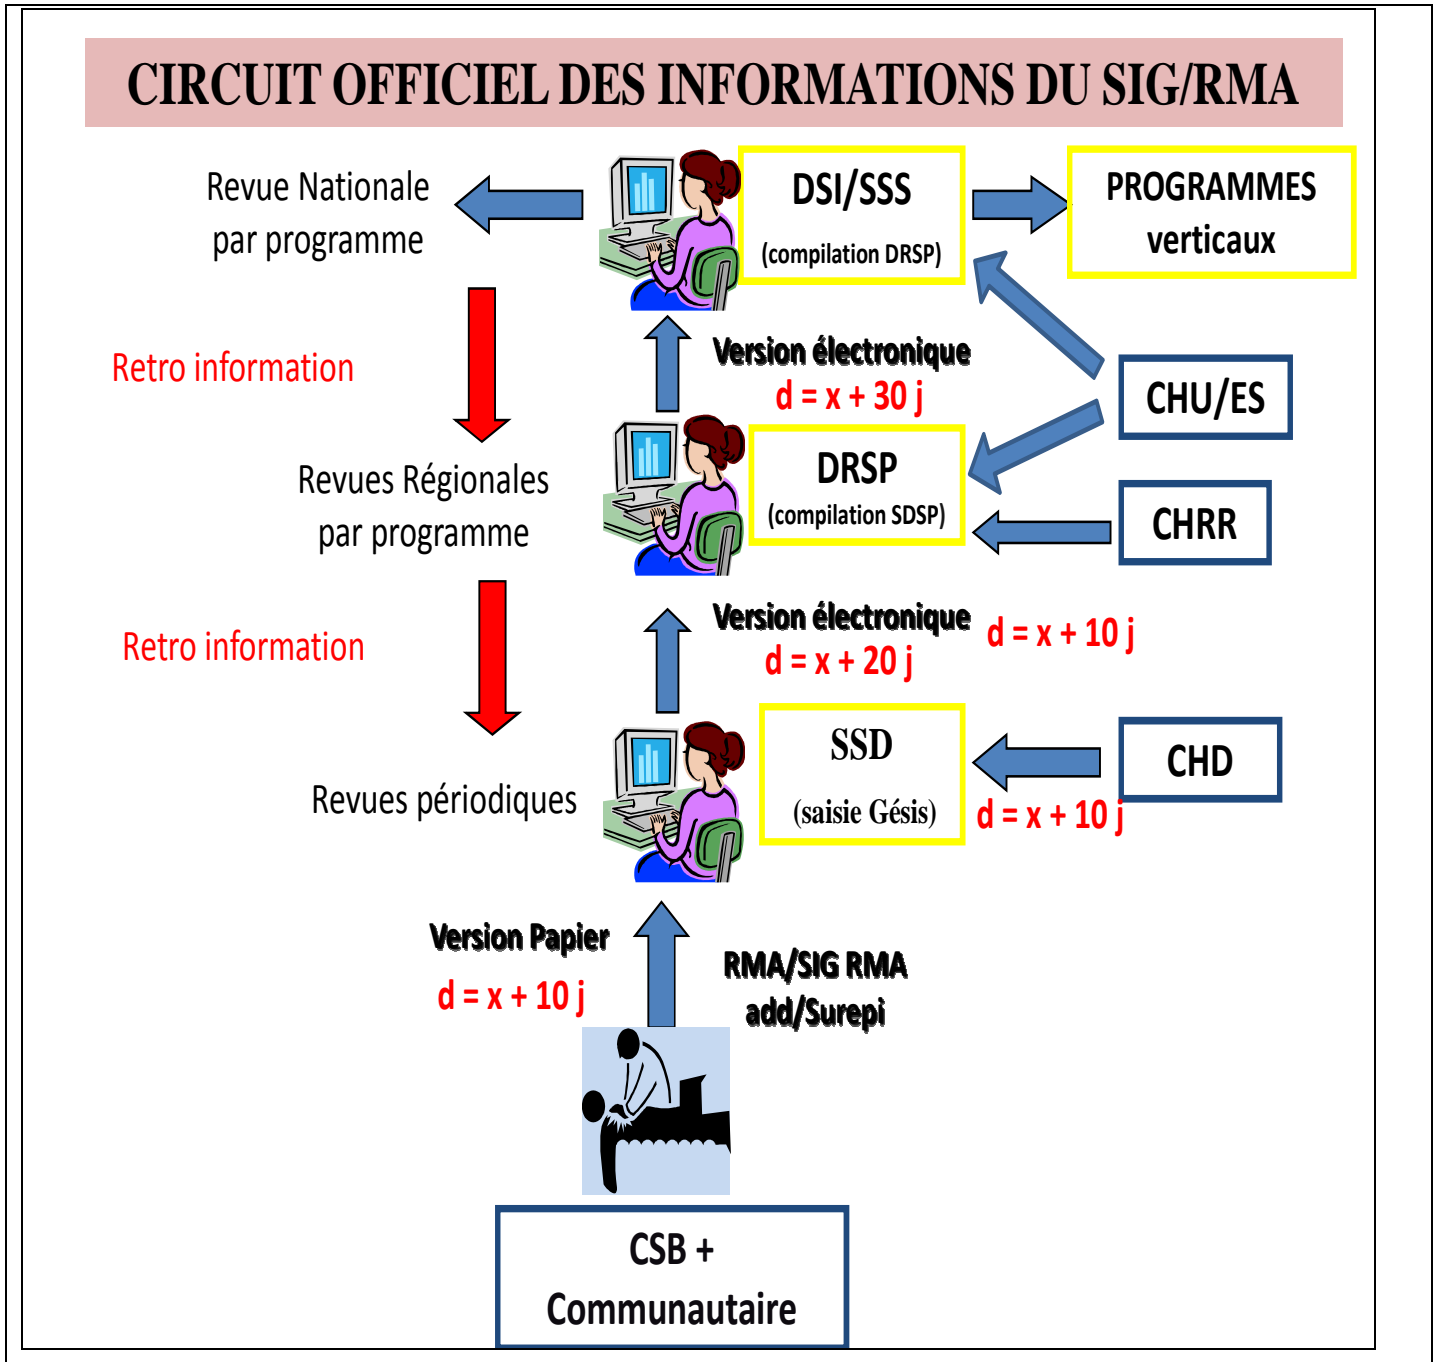 CIRCUIT OFFICIEL DES INFORMATIONS DU SIG/RMA
Revue Nationale
par programme
DSI/SSS
(compilation DRSP)
PROGRAMMES
verticaux
Retro information
Version électronique
d = x + 30 j
CHU/ES
Revues Régionales
par programme
DRSP
(compilation SDSP)
CHRR
Retro information
Version électronique
d = x + 20 j
d = x + 10 j
Revues périodiques
SSD
(saisie Gésis)
CHD
d = x + 10 j
Version Papier
d = x + 10 j
RMA/SIG RMA
add/Surepi
CSB +
Communautaire